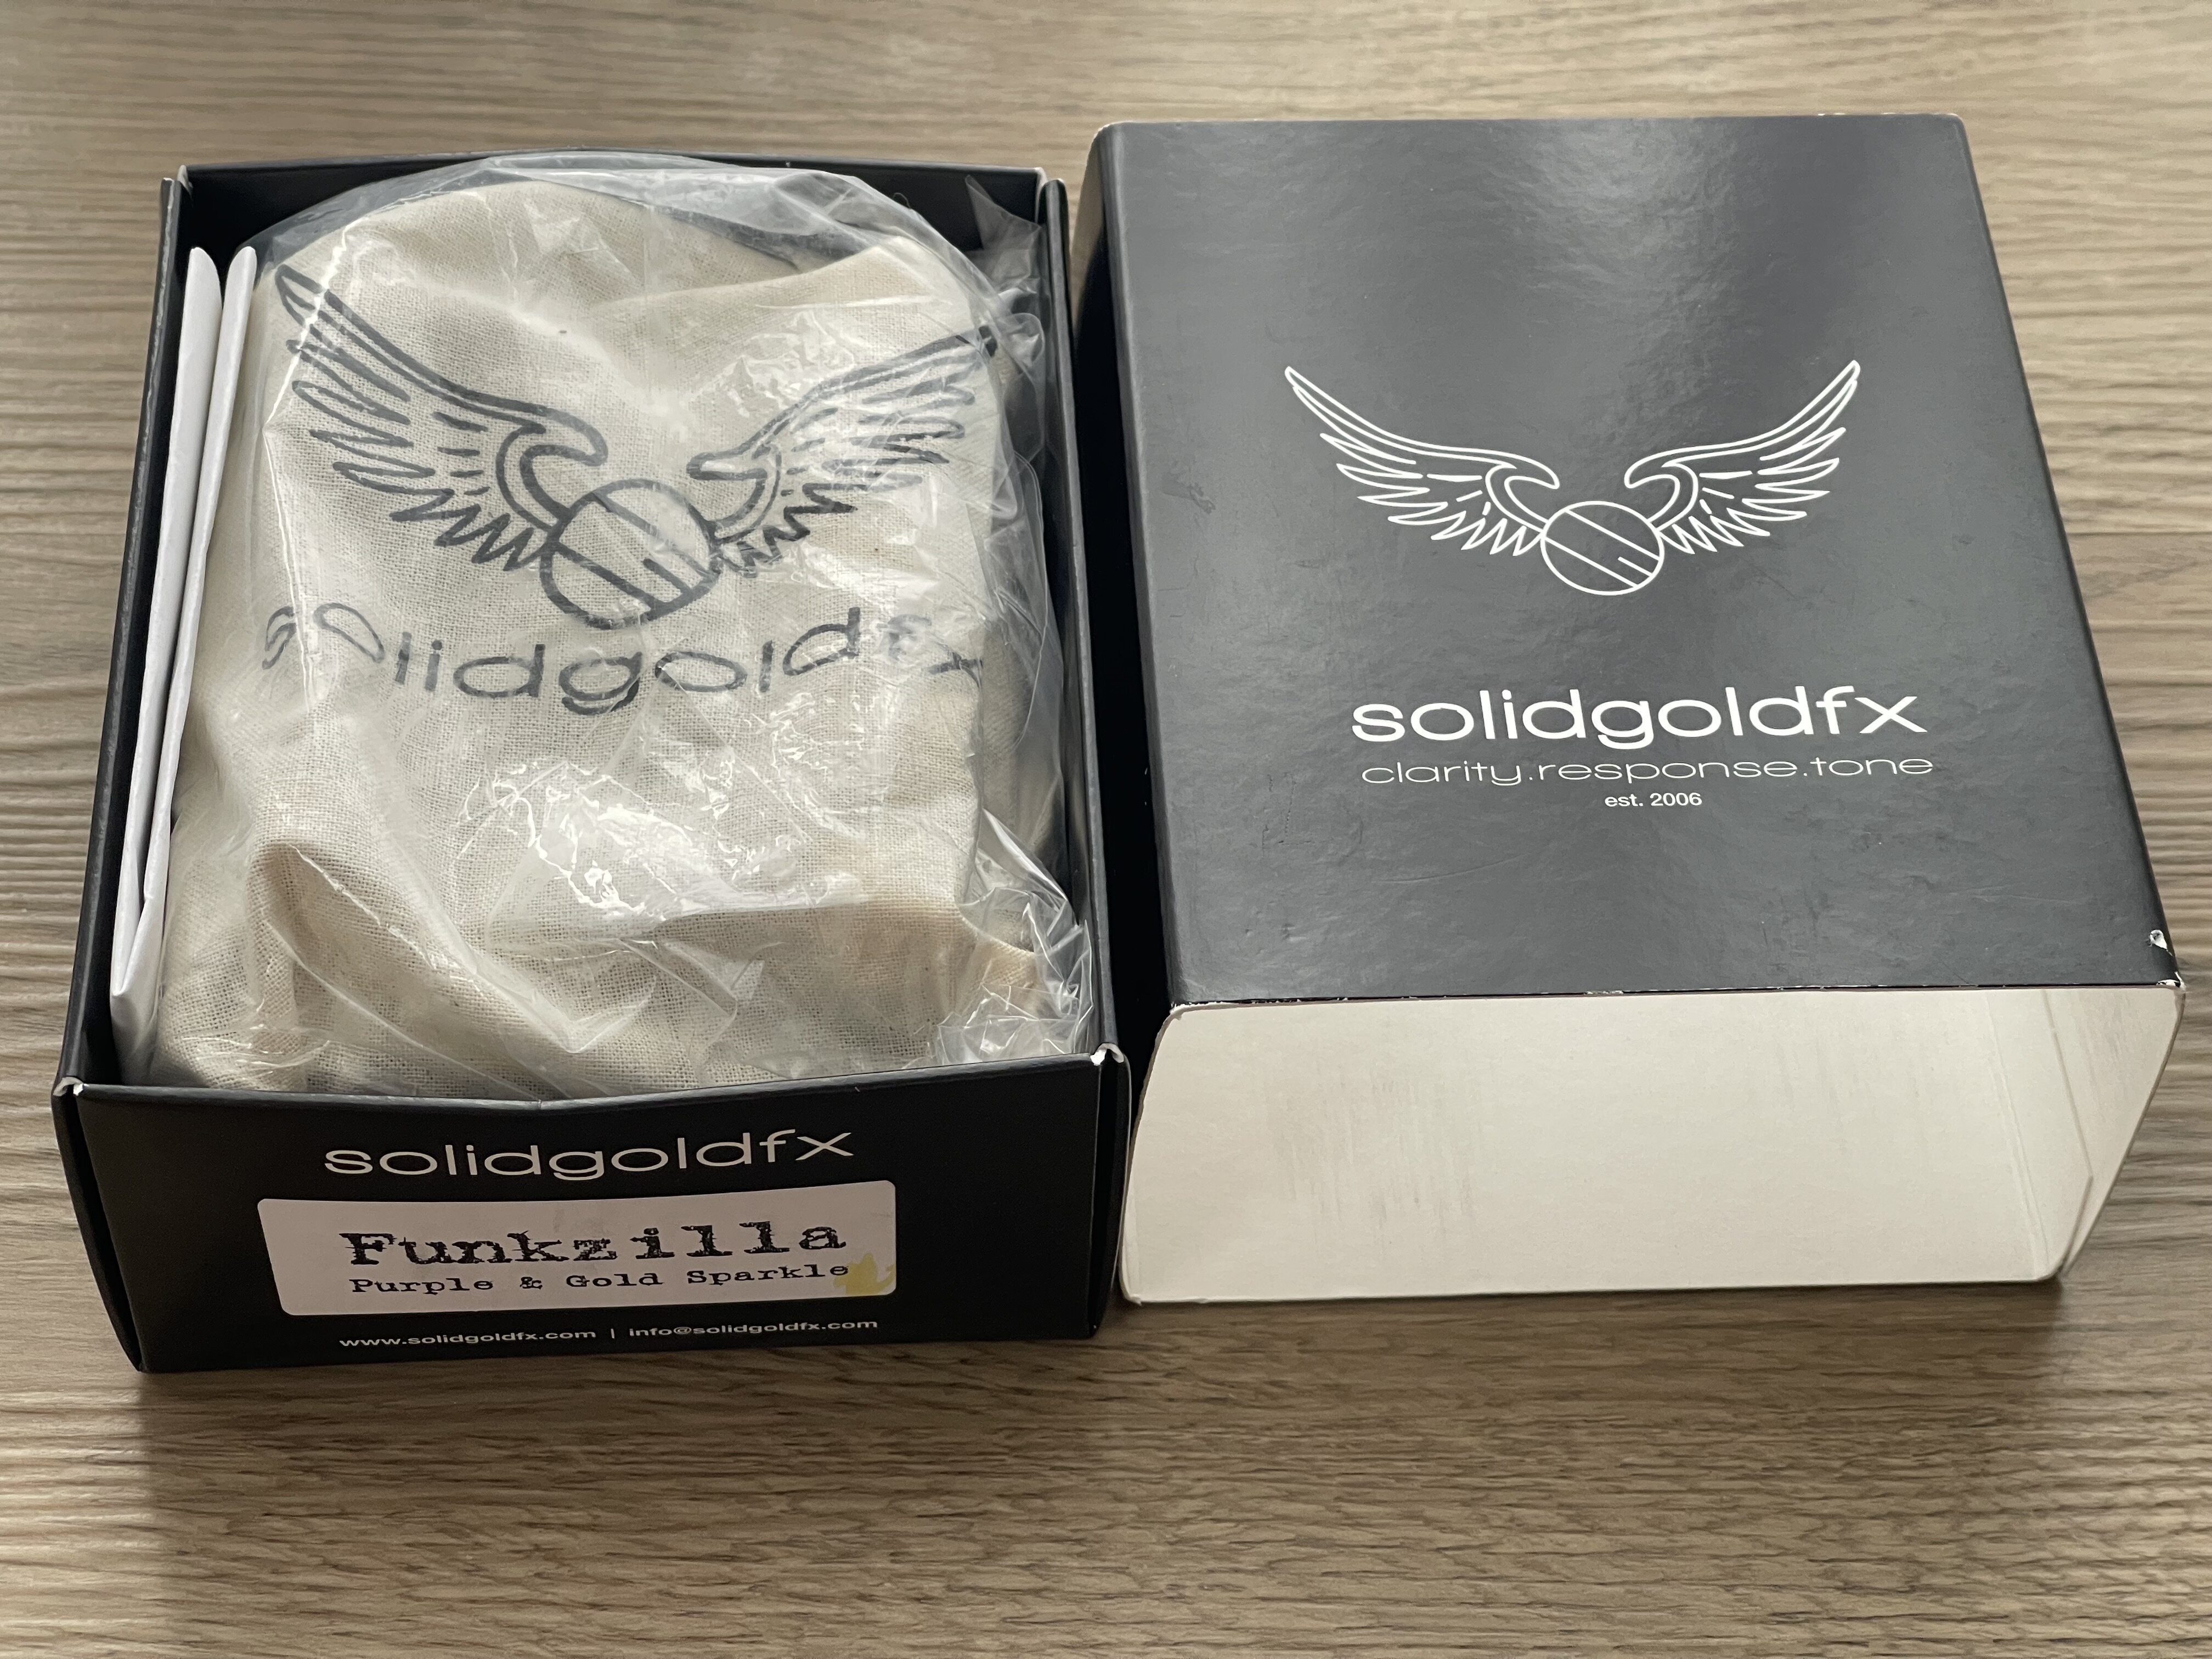 solidgoldfx
solidgoldfx
Funkzilla
Purple & Gold Sparkle
www.solidgoldfx.com | info@solidgoldfx.com
solidgoldfx
clarity.response.tone
est. 2006